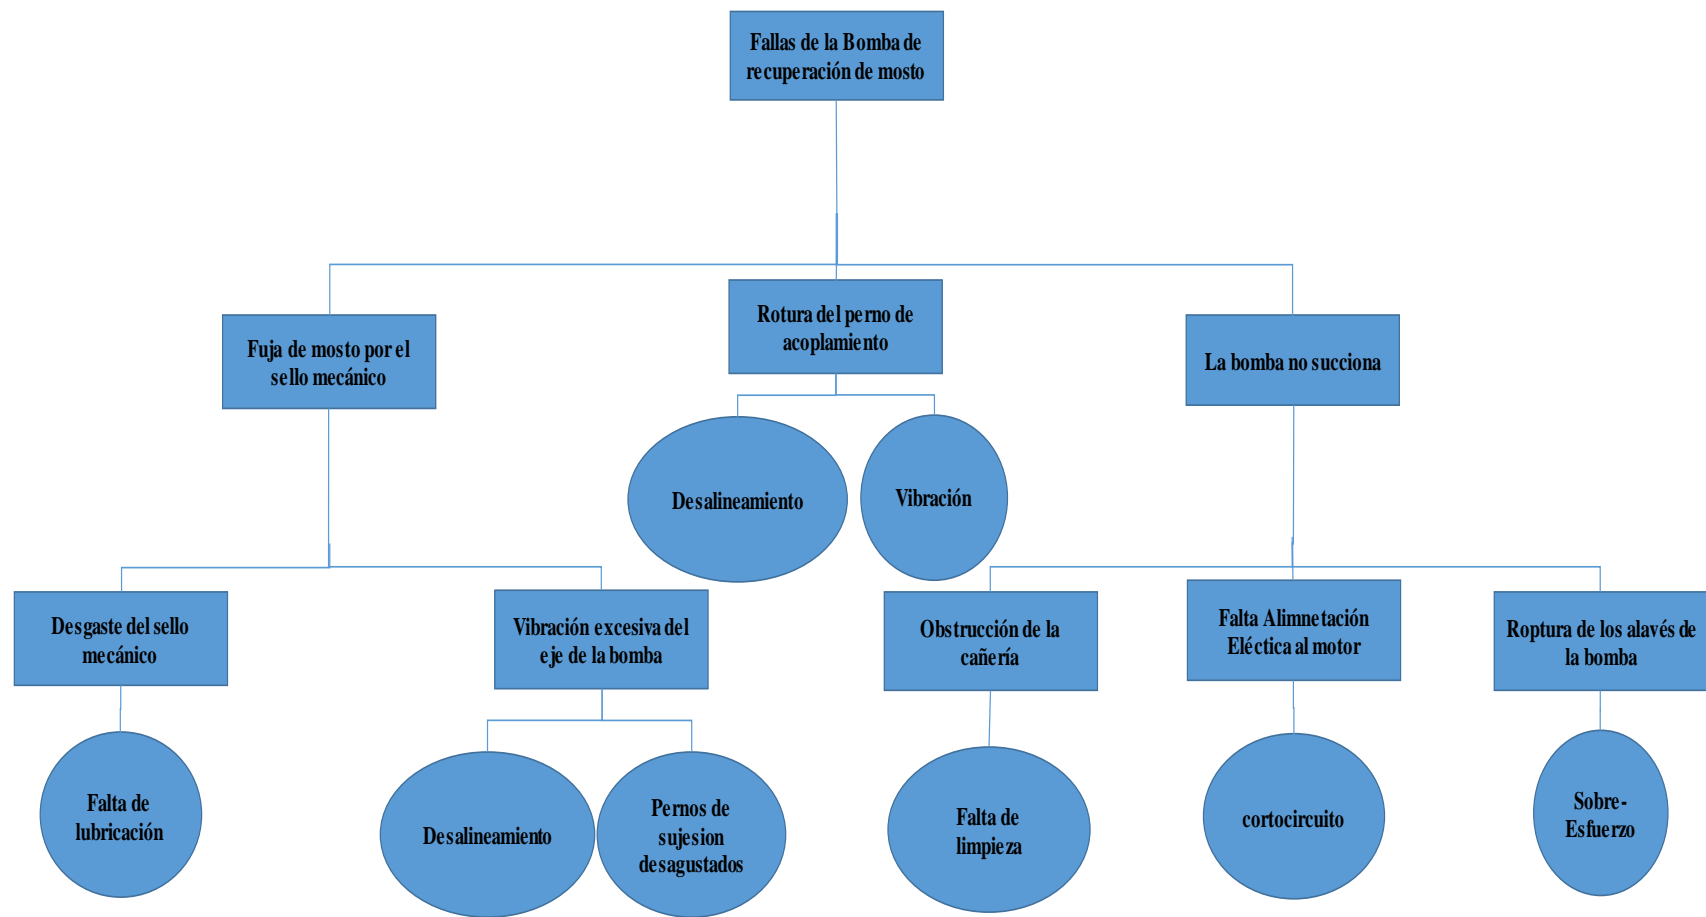 Fallas de la Bomba de
recuperación de mosto
Rotura del perno de
acoplamiento
Fuja de mosto por el
sello mecánico
La bomba no succiona
Desalineamiento
Vibración
Desgaste del sello
mecánico
Vibración excesiva del
eje de la bomba
Obstrucción de la
cañería
Falta Alimnetación
Eléctica al motor
Roptura de los alavés de
la bomba
Falta de
lubricación
Desalineamiento
Pernos de
sujesion
desagustados
Falta de
limpieza
cortocircuito
Sobre-
Esfuerzo